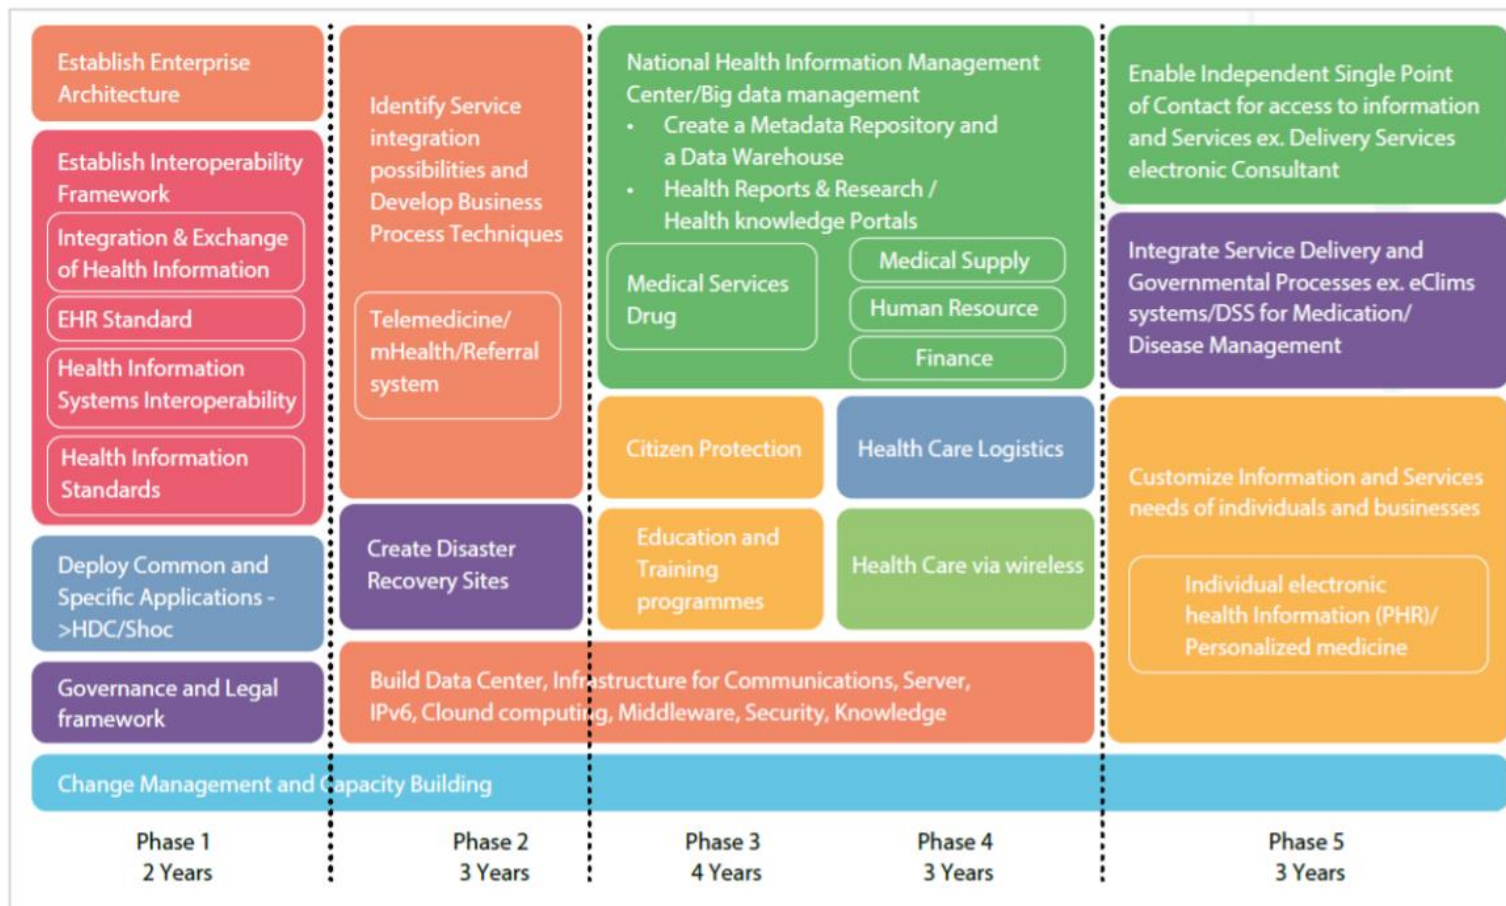 Establish Enterprise
Architecture
Establish Interoperability
Framework
Integration & Exchange
of Health Information
EHR Standard
Health Information
Systems Interoperability
Health Information
Standards
Deploy Common and
Specific Applications -
>HDC/Shoc
Governance and Legal
framework
Identify Service
integration
possibilities and
Develop Business
Process Techniques
Telemedicine/
mHealth/Referral
system
Create Disaster
Recovery Sites
National Health Information Management
Center/Big data management
• Create a Metadata Repository and
a Data Warehouse
• Health Reports & Research /
Health knowledge Portals
Medical Services
Drug
Medical Supply
Human Resource
Finance
Citizen Protection
Health Care Logistics
Education and
Training
programmes
Health Care via wireless
Build Data Center, Infrastructure for Communications, Server,
IPv6, Clound computing, Middleware, Security, Knowledge
Enable Independent Single Point
of Contact for access to information
and Services ex. Delivery Services
electronic Consultant
Integrate Service Delivery and
Governmental Processes ex. eClims
systems/DSS for Medication/
Disease Management
Customize Information and Services
needs of individuals and businesses
Individual electronic
health Information (PHR)/
Personalized medicine
Change Management and Capacity Building
Phase 1
2 Years
Phase 2
3 Years
Phase 3
4 Years
Phase 4
3 Years
Phase 5
3 Years